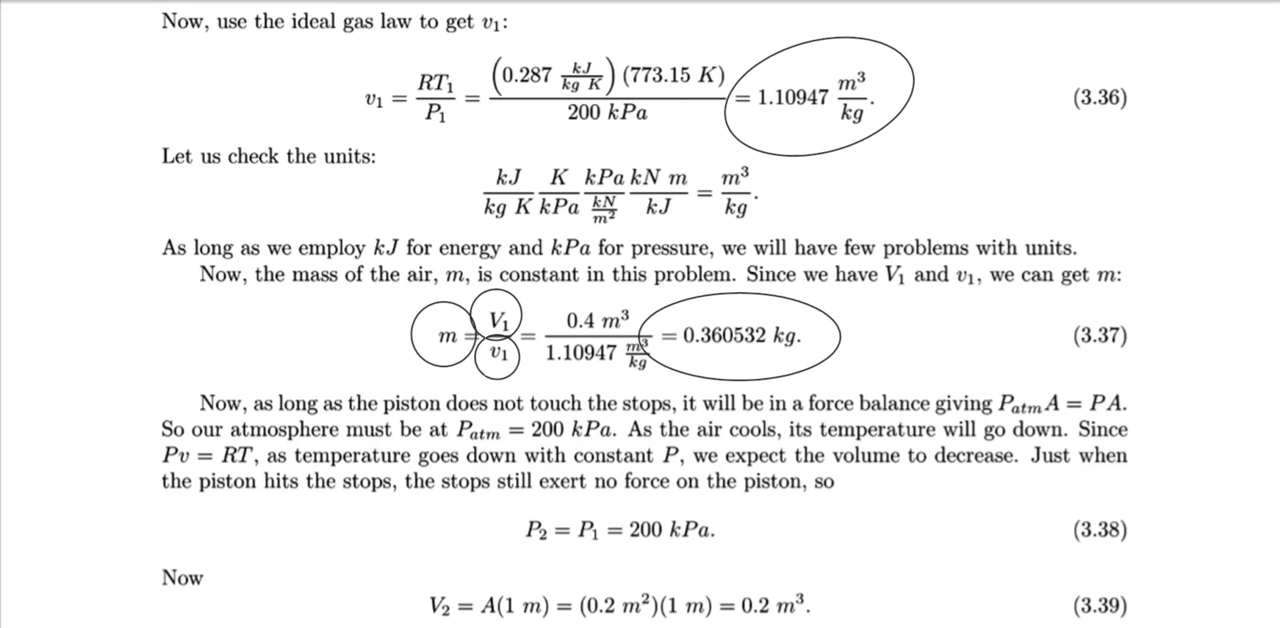 Now, use the ideal gas law to get v₁:
v₁ = RT₁/P₁ = (0.287 kJ/(kg K)) (773.15 K) / 200 kPa = 1.10947 m³/kg. (3.36)
Let us check the units:
kJ/(kg K) K/kPa kPa/(kN/m²) kN m/kJ = m³/kg.
As long as we employ kJ for energy and kPa for pressure, we will have few problems with units.
Now, the mass of the air, m, is constant in this problem. Since we have V₁ and v₁, we can get m:
m = V₁/v₁ = 0.4 m³ / 1.10947 m³/kg = 0.360532 kg. (3.37)
Now, as long as the piston does not touch the stops, it will be in a force balance giving PatmA = PA.
So our atmosphere must be at Patm = 200 kPa. As the air cools, its temperature will go down. Since
Pv = RT, as temperature goes down with constant P, we expect the volume to decrease. Just when
the piston hits the stops, the stops still exert no force on the piston, so
P₂ = P₁ = 200 kPa. (3.38)
Now
V₂ = A(1 m) = (0.2 m²)(1 m) = 0.2 m³. (3.39)